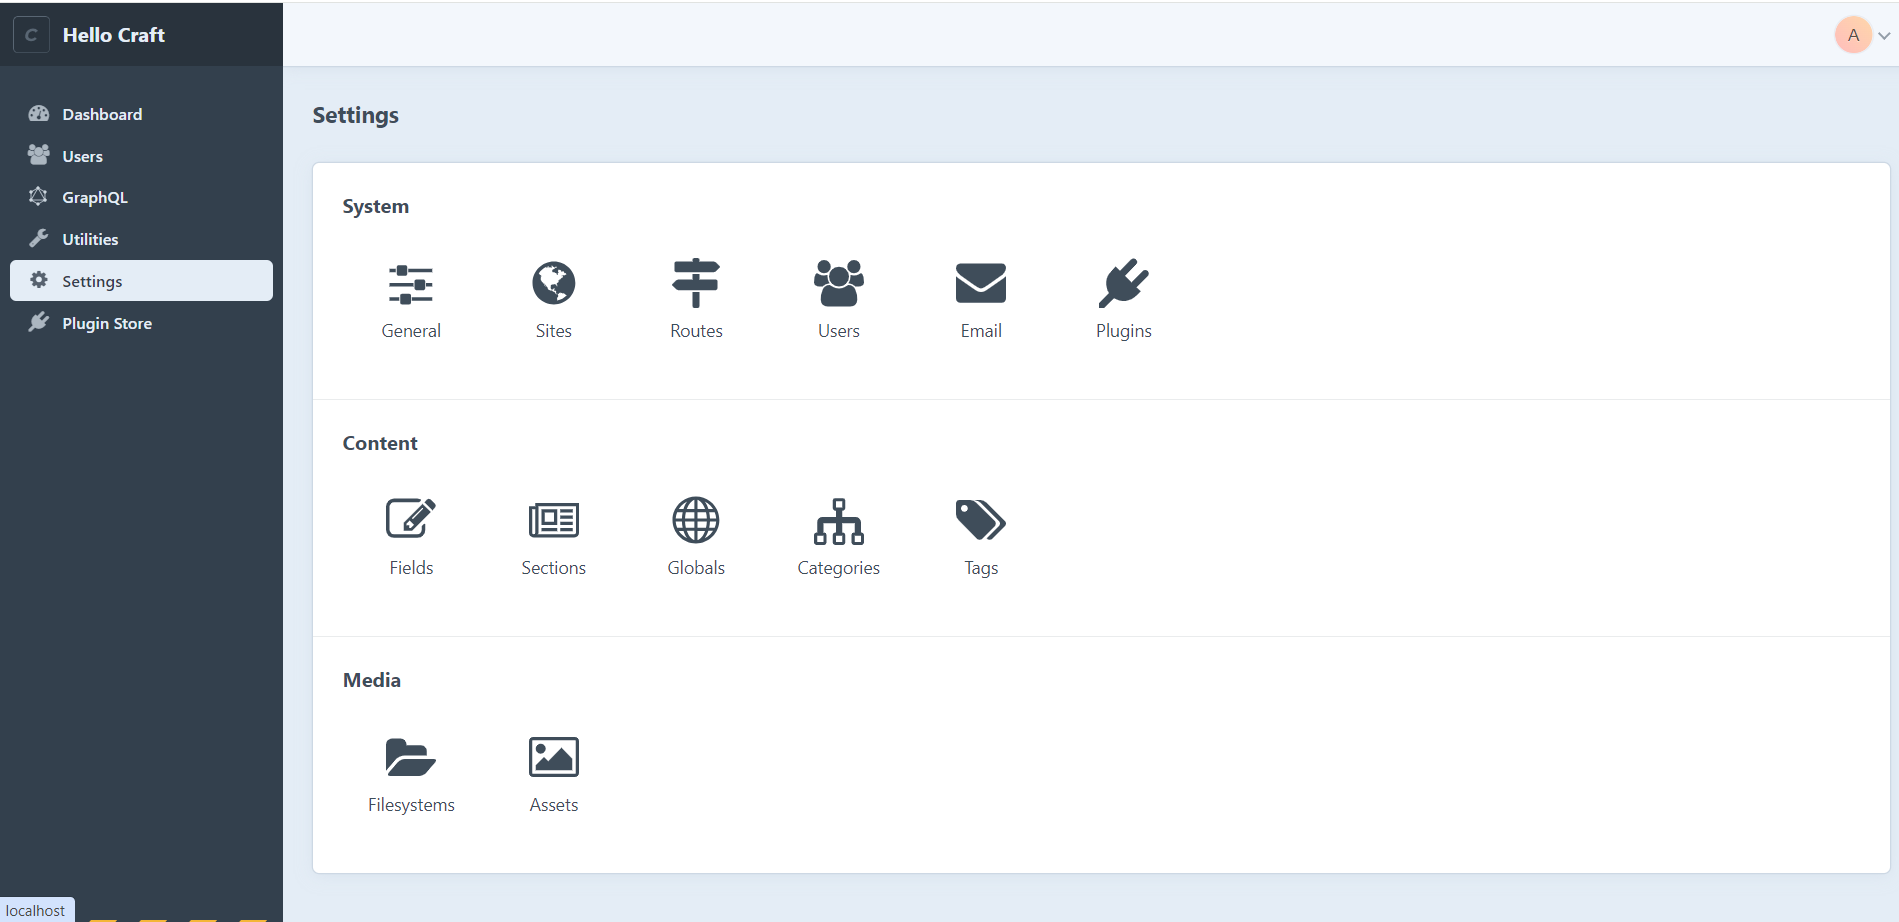 C Hello Craft
A
Dashboard
Users
GraphQL
Utilities
Settings
Plugin Store
Settings
System
General Sites Routes Users Email Plugins
Content
Fields Sections Globals Categories Tags
Media
Filesystems Assets
localhost